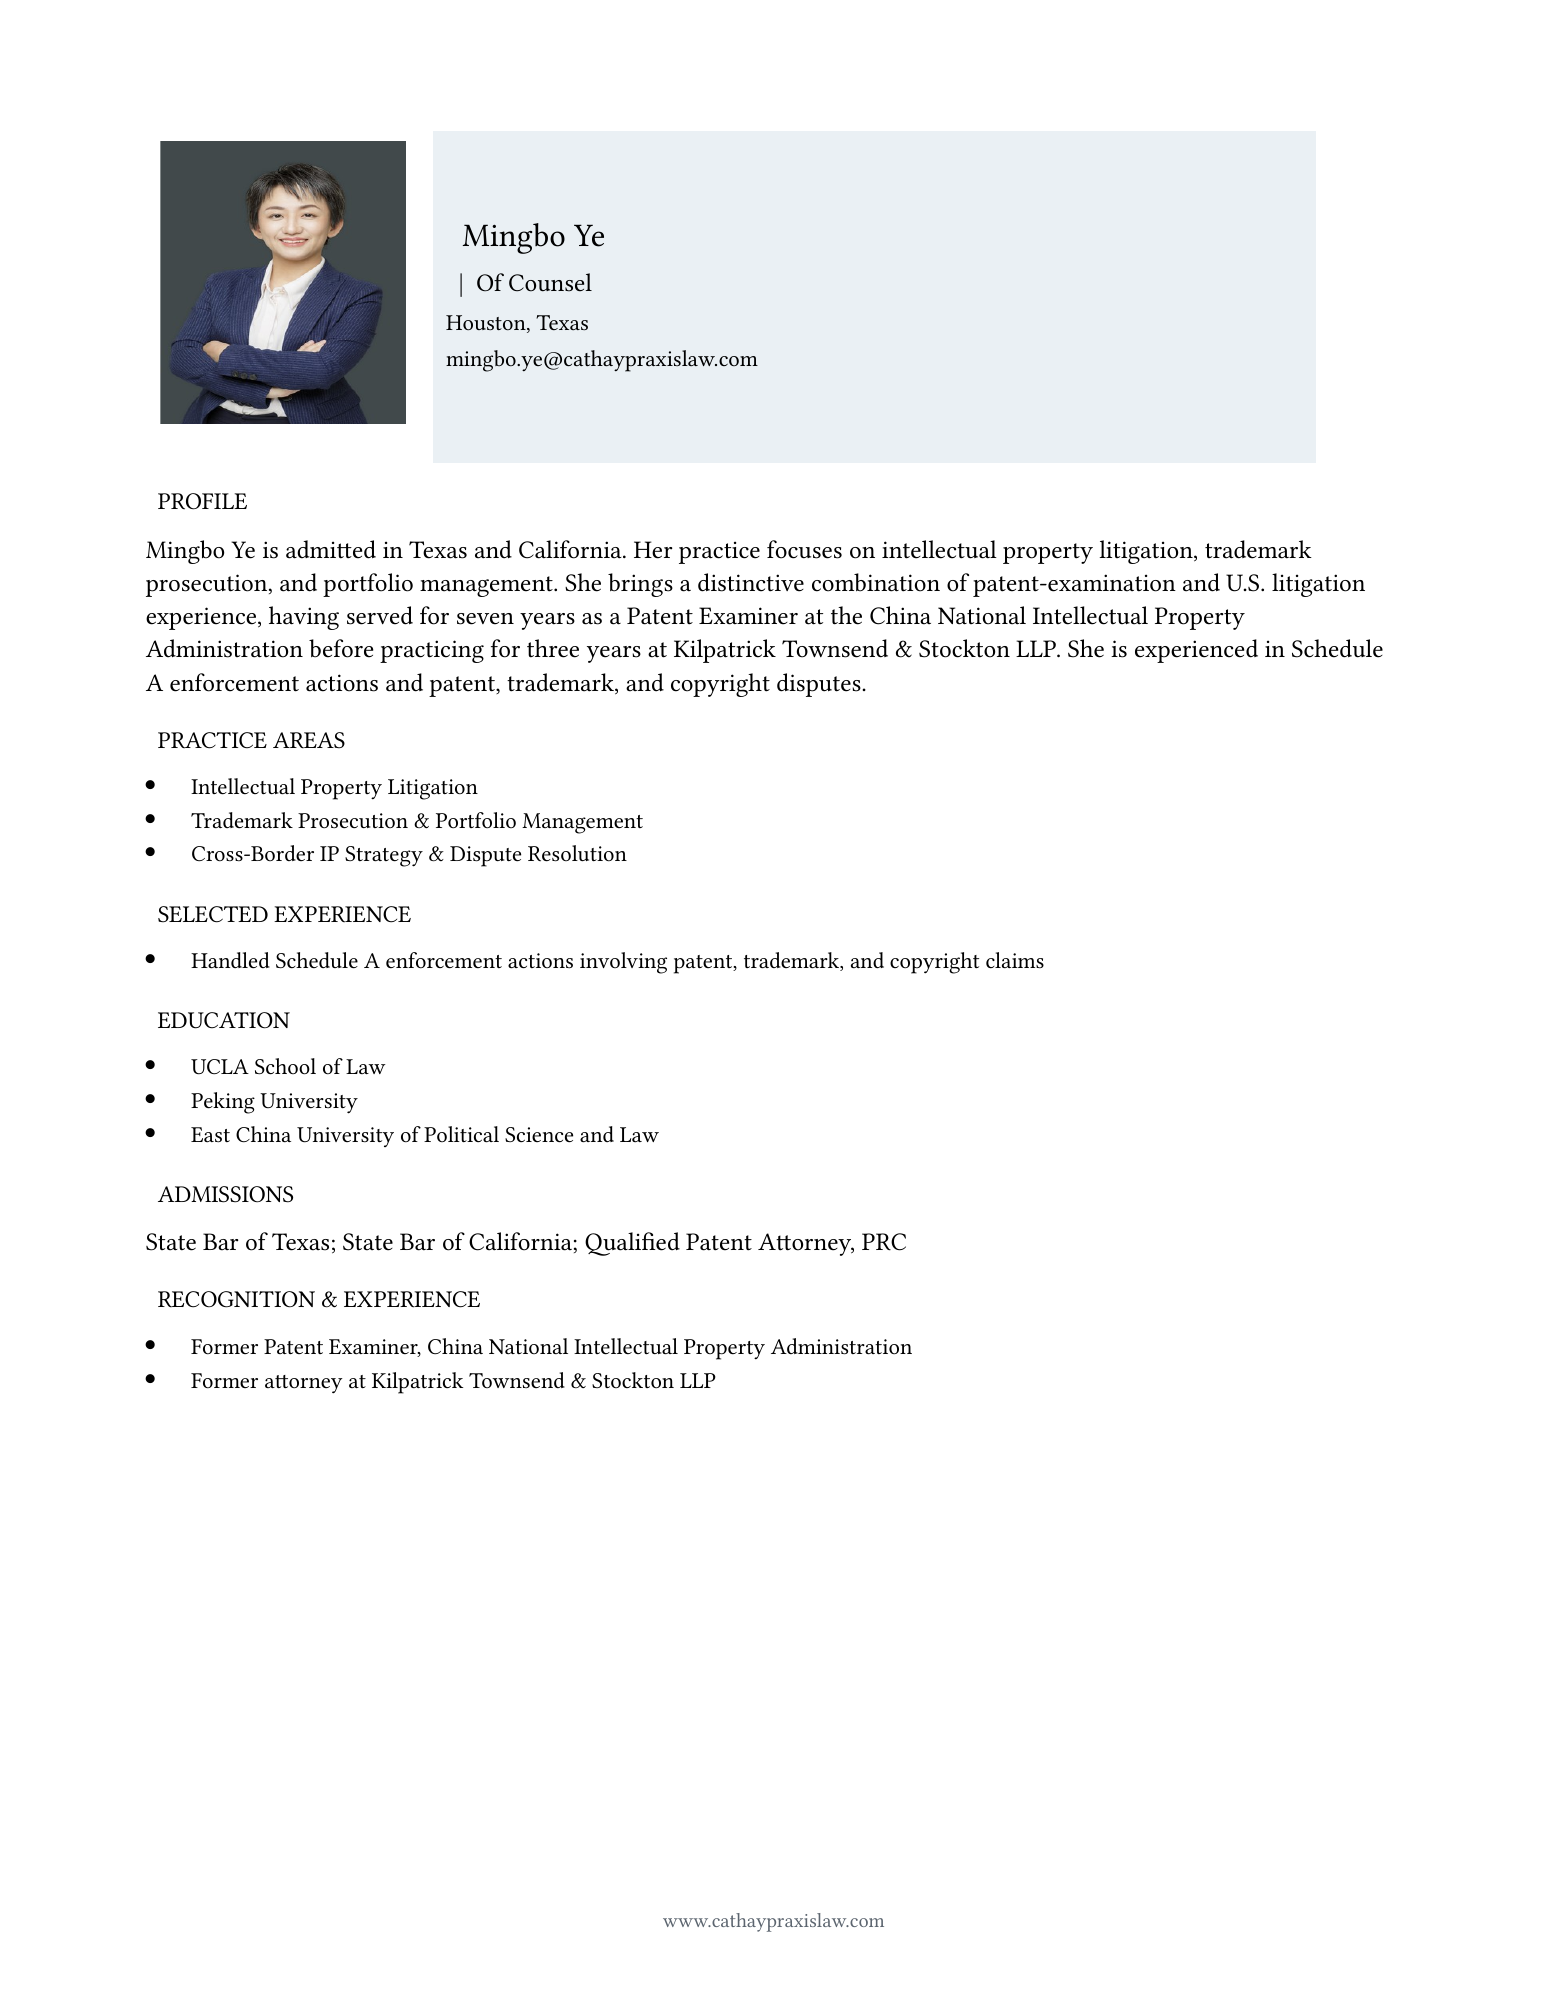 Mingbo Ye
| Of Counsel
Houston, Texas
mingbo.ye@cathaypraxislaw.com
PROFILE
Mingbo Ye is admitted in Texas and California. Her practice focuses on intellectual property litigation, trademark
prosecution, and portfolio management. She brings a distinctive combination of patent-examination and U.S. litigation
experience, having served for seven years as a Patent Examiner at the China National Intellectual Property
Administration before practicing for three years at Kilpatrick Townsend & Stockton LLP. She is experienced in Schedule
A enforcement actions and patent, trademark, and copyright disputes.
PRACTICE AREAS
• Intellectual Property Litigation
• Trademark Prosecution & Portfolio Management
• Cross-Border IP Strategy & Dispute Resolution
SELECTED EXPERIENCE
• Handled Schedule A enforcement actions involving patent, trademark, and copyright claims
EDUCATION
• UCLA School of Law
• Peking University
• East China University of Political Science and Law
ADMISSIONS
State Bar of Texas; State Bar of California; Qualified Patent Attorney, PRC
RECOGNITION & EXPERIENCE
• Former Patent Examiner, China National Intellectual Property Administration
• Former attorney at Kilpatrick Townsend & Stockton LLP
www.cathaypraxislaw.com